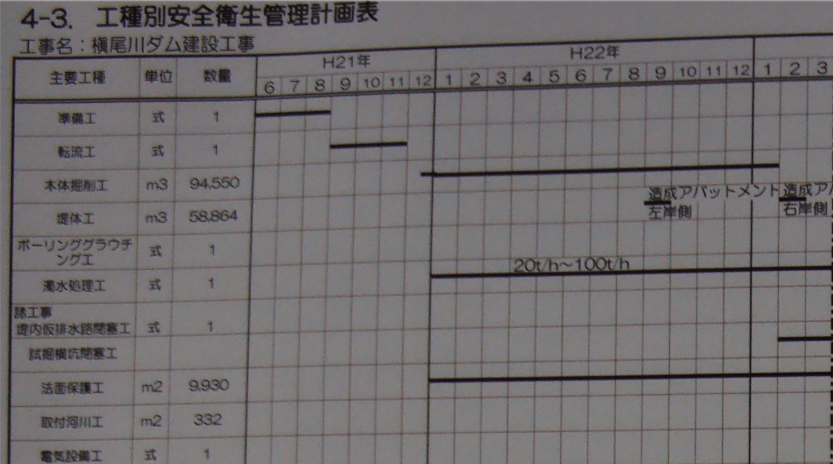 4-3. 工種別安全衛生管理計画表
工事名：槇尾川ダム建設工事
主要工種 単位 数量 H21年 H22年
6 7 8 9 10 11 12 1 2 3 4 5 6 7 8 9 10 11 12 1 2 3
準備工 式 1
転流工 式 1
本体掘削工 m3 94.550
造成アバットメント 造成ア
堤体工 m3 58.864
左岸側 右岸側
ボーリンググラウチ
ング工 式 1
20t/h～100t/h
濁水処理工 式 1
諸工事
堤内仮排水路閉塞工 式 1
試掘横坑閉塞工
法面保護工 m2 9.930
取付河川工 m2 332
電気設備工 式 1